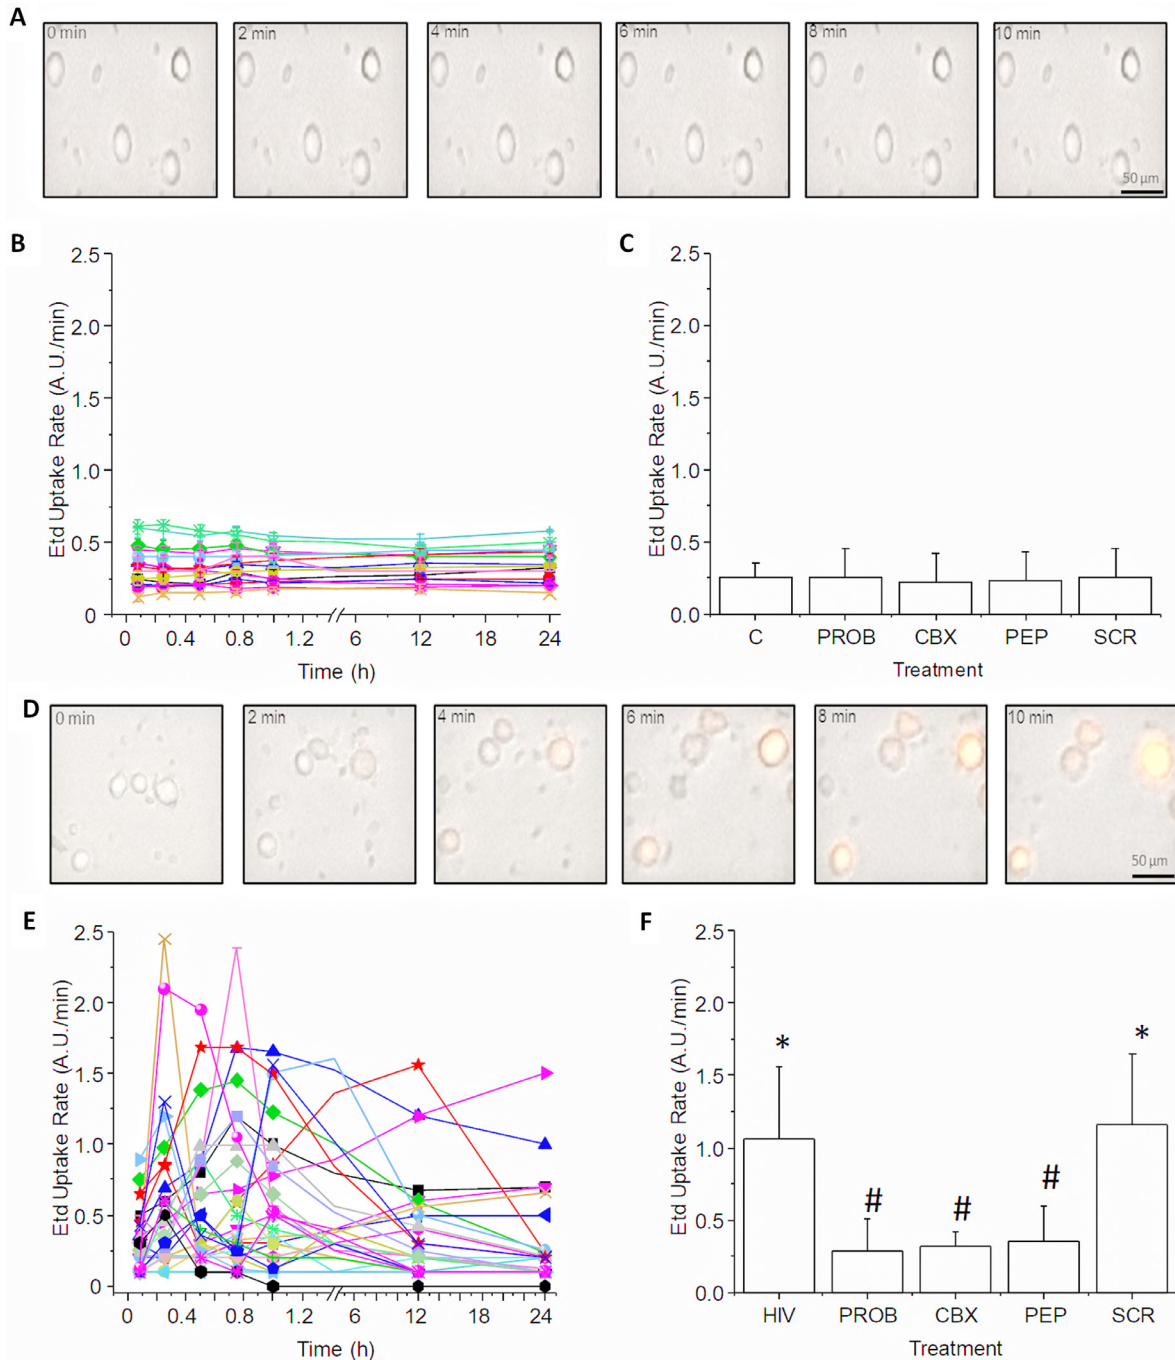 A
0 min
2 min
4 min
6 min
8 min
10 min
50 µm
B
Etd Uptake Rate (A.U./min)
2.5
2.0
1.5
1.0
0.5
0
0 0.4 0.8 1.2 6 12 18 24
Time (h)
C
Etd Uptake Rate (A.U./min)
2.5
2.0
1.5
1.0
0.5
0.0
C PROB CBX PEP SCR
Treatment
D
0 min
2 min
4 min
6 min
8 min
10 min
50 µm
E
Etd Uptake Rate (A.U./min)
2.5
2.0
1.5
1.0
0.5
0
0 0.4 0.8 1.2 6 12 18 24
Time (h)
F
Etd Uptake Rate (A.U./min)
2.5
2.0
1.5
1.0
0.5
0.0
* # # # *
HIV PROB CBX PEP SCR
Treatment